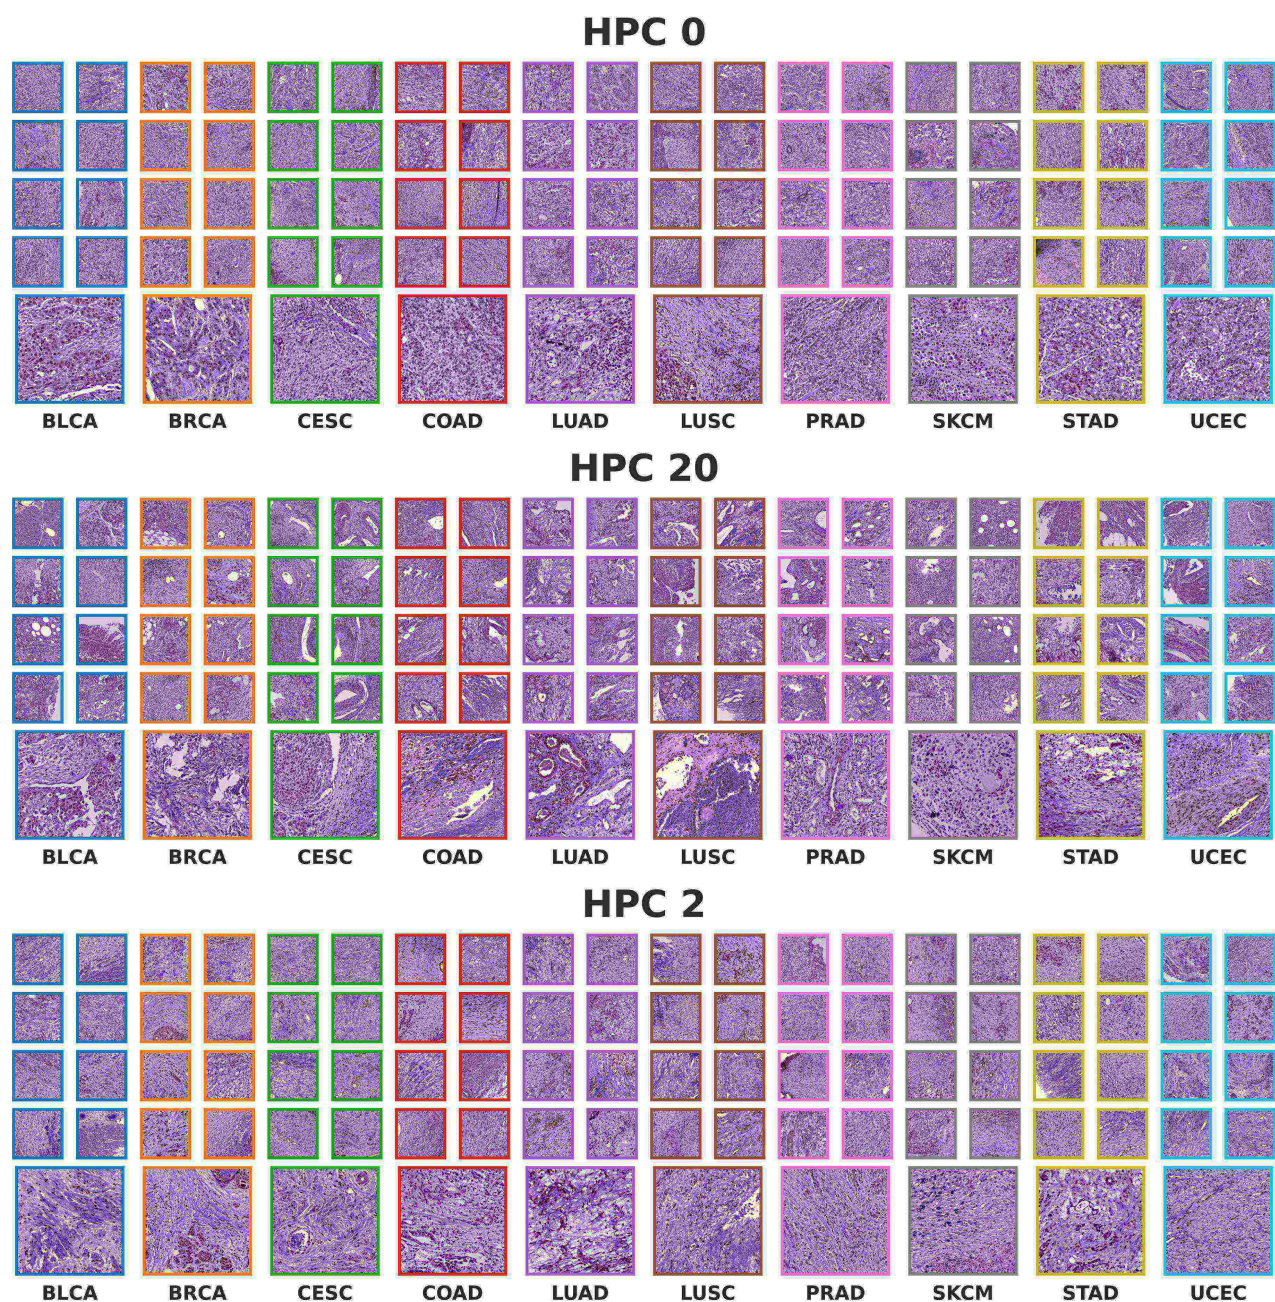 HPC 0
BLCA BRCA CESC COAD LUAD LUSC PRAD SKCM STAD UCEC
HPC 20
BLCA BRCA CESC COAD LUAD LUSC PRAD SKCM STAD UCEC
HPC 2
BLCA BRCA CESC COAD LUAD LUSC PRAD SKCM STAD UCEC